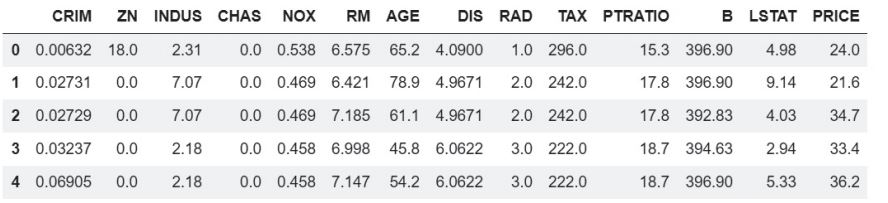 CRIM ZN INDUS CHAS NOX RM AGE DIS RAD TAX PTRATIO B LSTAT PRICE
0 0.00632 18.0 2.31 0.0 0.538 6.575 65.2 4.0900 1.0 296.0 15.3 396.90 4.98 24.0
1 0.02731 0.0 7.07 0.0 0.469 6.421 78.9 4.9671 2.0 242.0 17.8 396.90 9.14 21.6
2 0.02729 0.0 7.07 0.0 0.469 7.185 61.1 4.9671 2.0 242.0 17.8 392.83 4.03 34.7
3 0.03237 0.0 2.18 0.0 0.458 6.998 45.8 6.0622 3.0 222.0 18.7 394.63 2.94 33.4
4 0.06905 0.0 2.18 0.0 0.458 7.147 54.2 6.0622 3.0 222.0 18.7 396.90 5.33 36.2